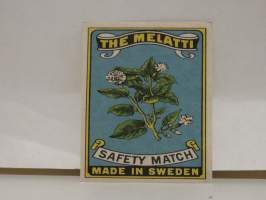 THE MELATTI
P G
SAFETY MATCH
MADE IN SWEDEN